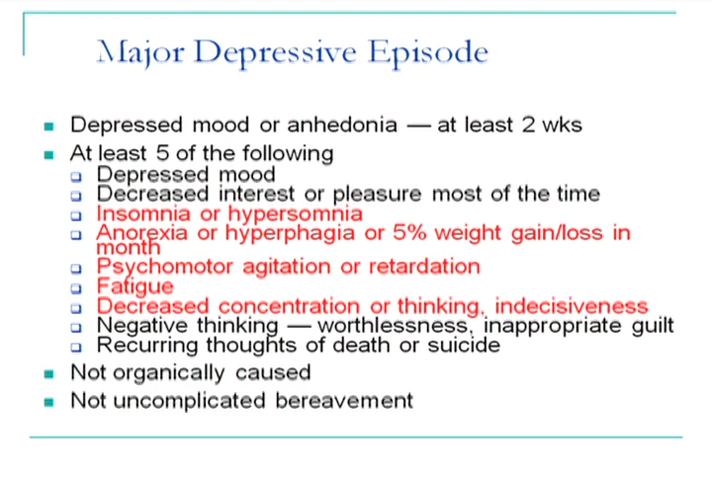 Major Depressive Episode
Depressed mood or anhedonia — at least 2 wks
At least 5 of the following
Depressed mood
Decreased interest or pleasure most of the time
Insomnia or hypersomnia
Anorexia or hyperphagia or 5% weight gain/loss in
month
Psychomotor agitation or retardation
Fatigue
Decreased concentration or thinking, indecisiveness
Negative thinking — worthlessness, inappropriate guilt
Recurring thoughts of death or suicide
Not organically caused
Not uncomplicated bereavement